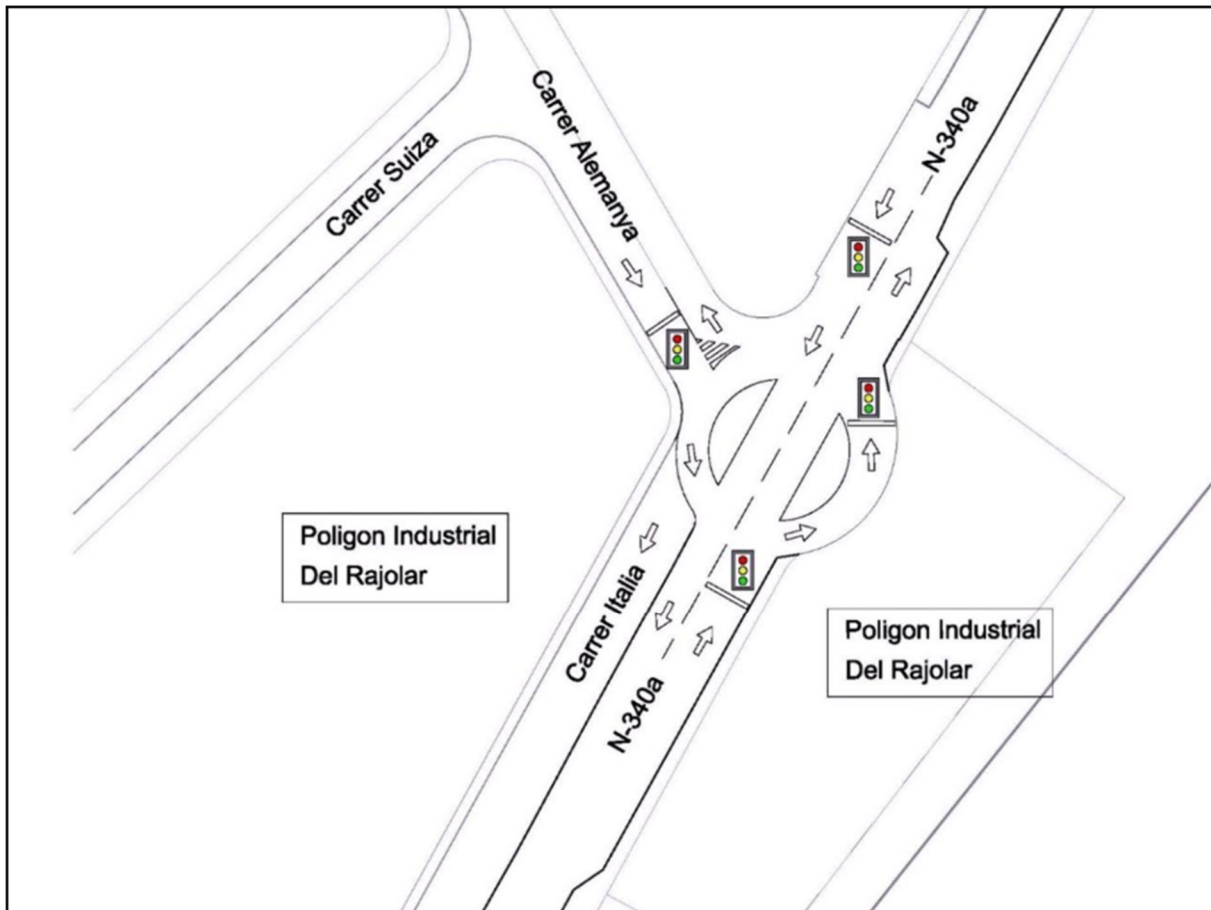 Carrer Alemanya
N-340a
Carrer Suiza
Poligon Industrial
Del Rajolar
Carrer Italia
Poligon Industrial
Del Rajolar
N-340a